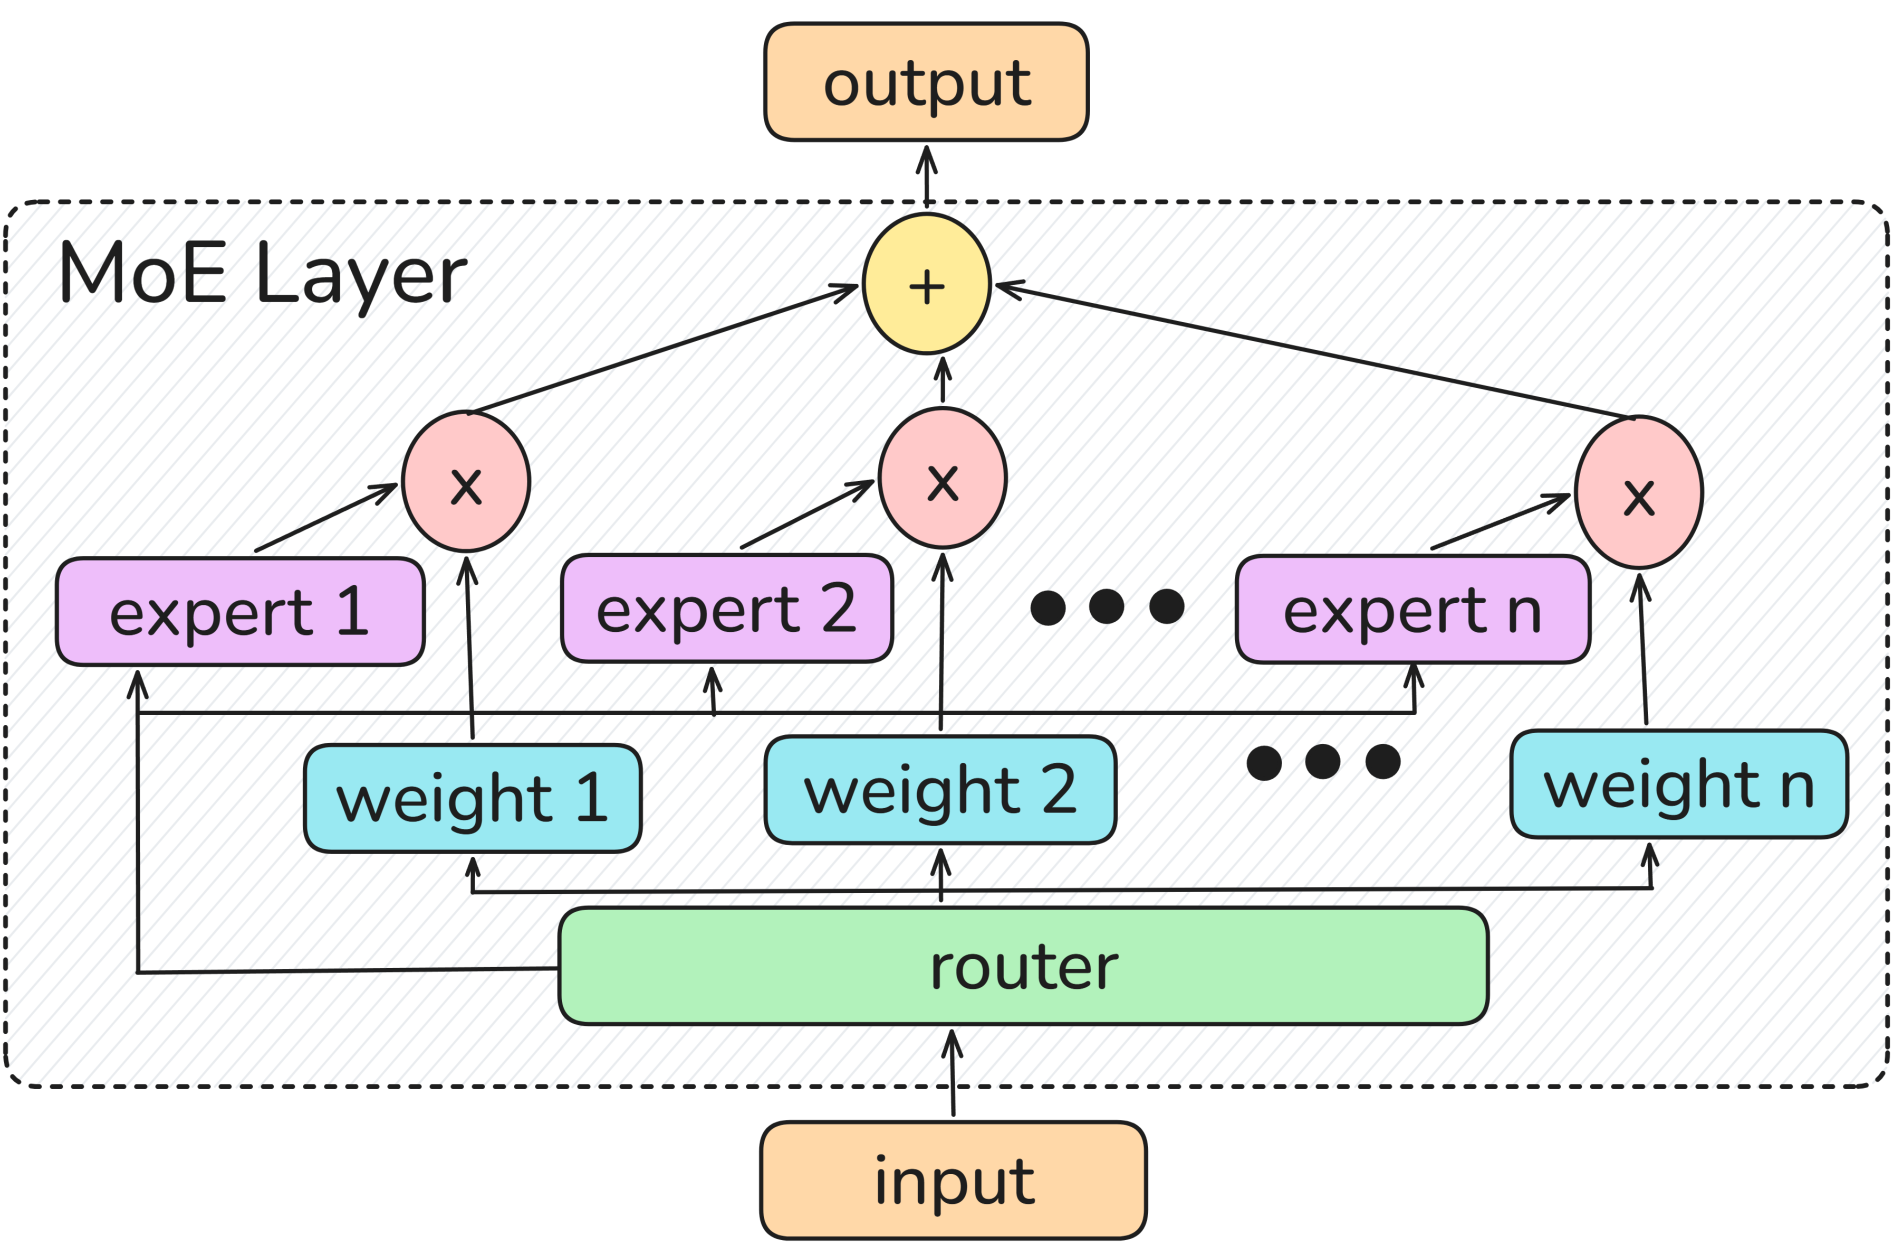 output
MoE Layer
+
x
x
x
expert 1
expert 2
expert n
weight 1
weight 2
weight n
router
input